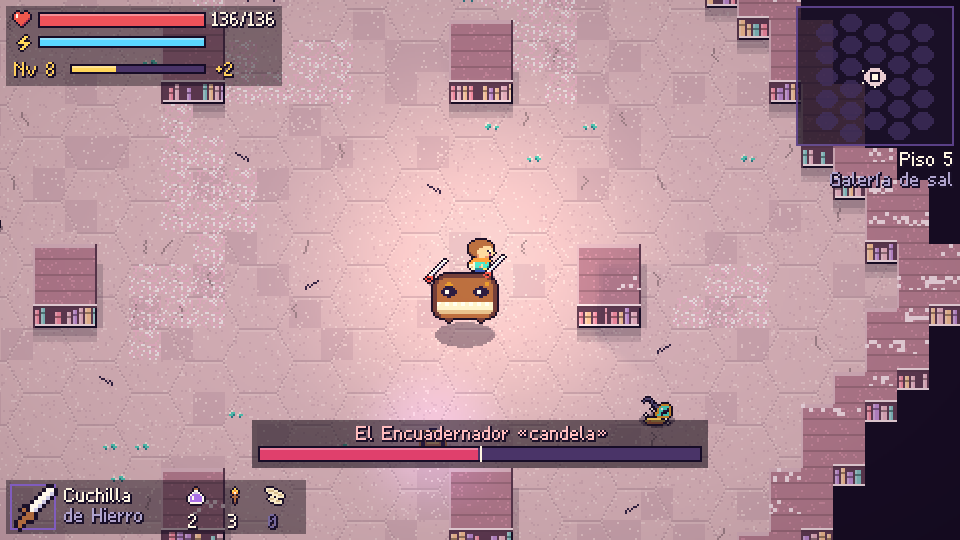 136/136
Nv 8
+2
Piso 5
Galería de sal
El Encuadernador «candela»
Cuchilla
de Hierro
2
3
0